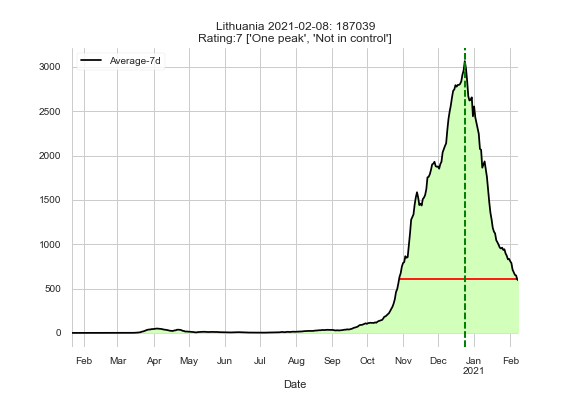 Lithuania 2021-02-08: 187039
Rating:7 ['One peak', 'Not in control']
Average-7d
3000
2500
2000
1500
1000
500
0
Feb Mar Apr May Jun Jul Aug Sep Oct Nov Dec Jan Feb
2021
Date